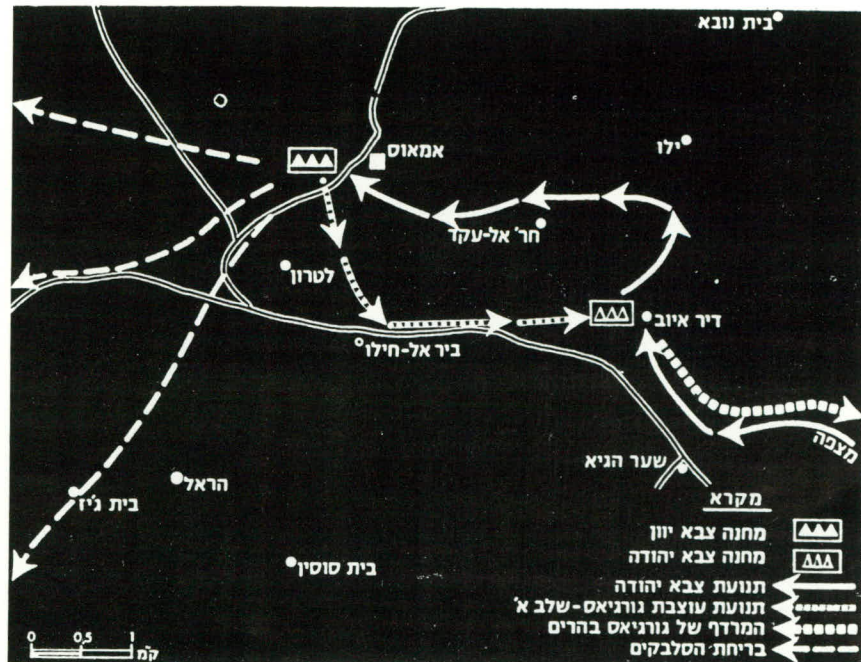 בית נובא
ילו
אמאוס
חר' אל-עקד
לטרון
דיר איוב
ביר אל-חילו
מצפה
שער הגיא
הראל
בית ג'יז
בית סוסין
מקרא
מחנה צבא יוון
מחנה צבא יהודה
תנועת צבא יהודה
תנועת עוצבת גורגיאס-שלב א'
המרדף של גורגיאס בהרים
בריחת הסלבקים
0 0,5 1
ק"מ